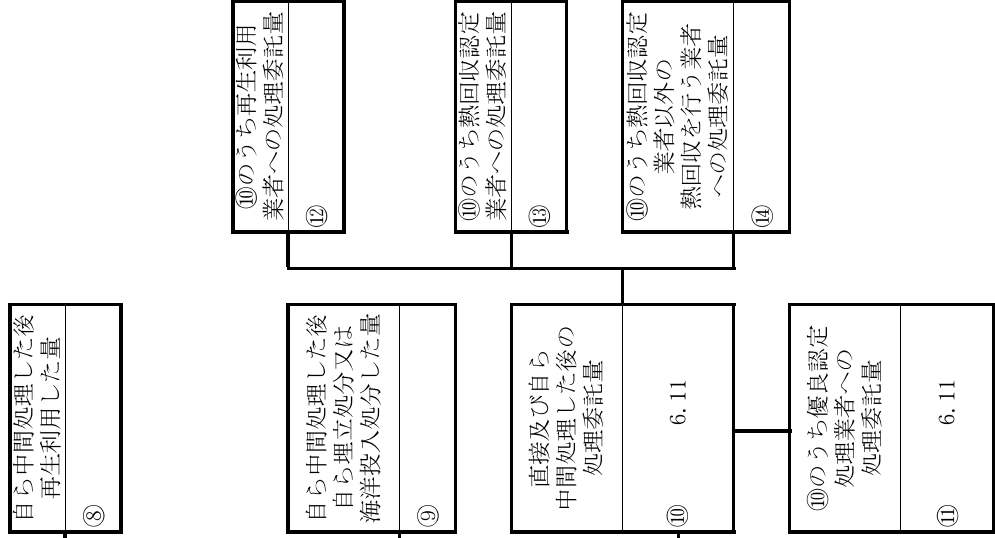 自ら中間処理した後
再生利用した量
⑧
自ら中間処理した後
自ら埋立処分又は
海洋投入処分した量
⑨
直接及び自ら
中間処理した後の
処理委託量
⑩
6.11
⑩のうち優良認定
処理業者への
処理委託量
⑪
6.11
⑩のうち再生利用
業者への処理委託量
⑫
⑩のうち熱回収認定
業者への処理委託量
⑬
⑩のうち熱回収認定
業者以外の
熱回収を行う業者
への処理委託量
⑭